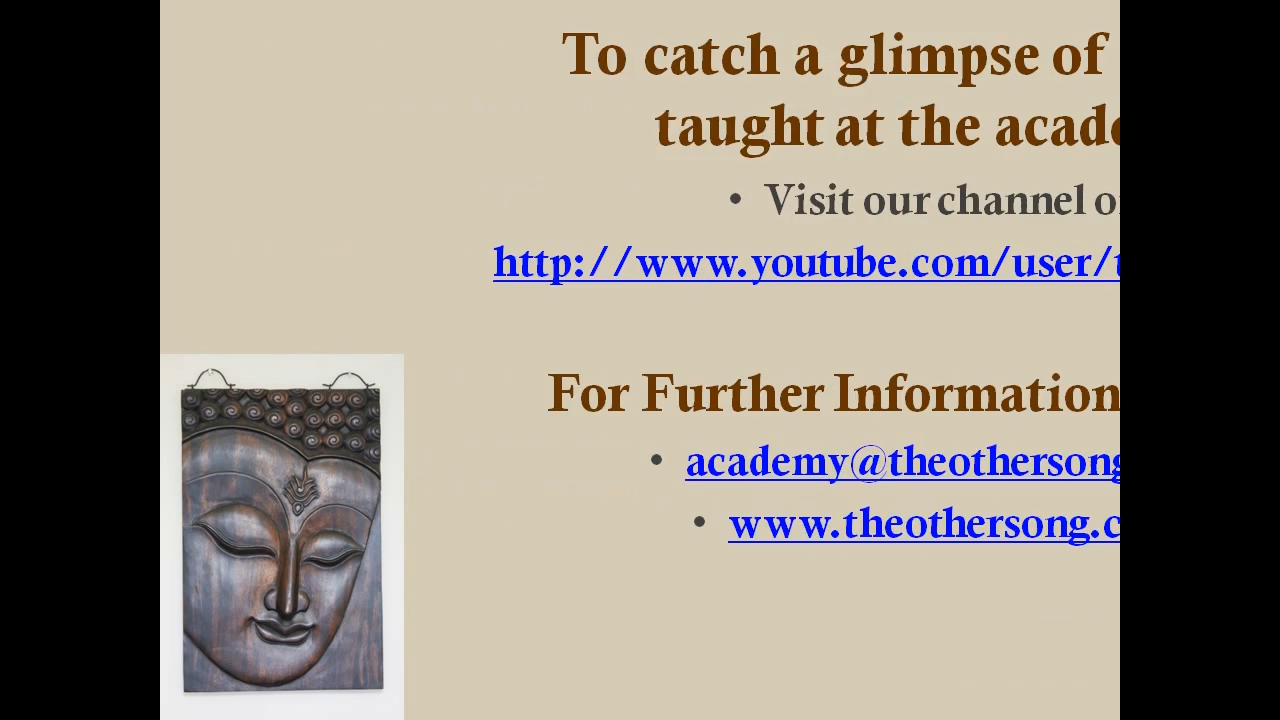 To catch a glimpse of
taught at the acade
• Visit our channel o
http://www.youtube.com/user/t
For Further Information
• academy@theothersong
• www.theothersong.c